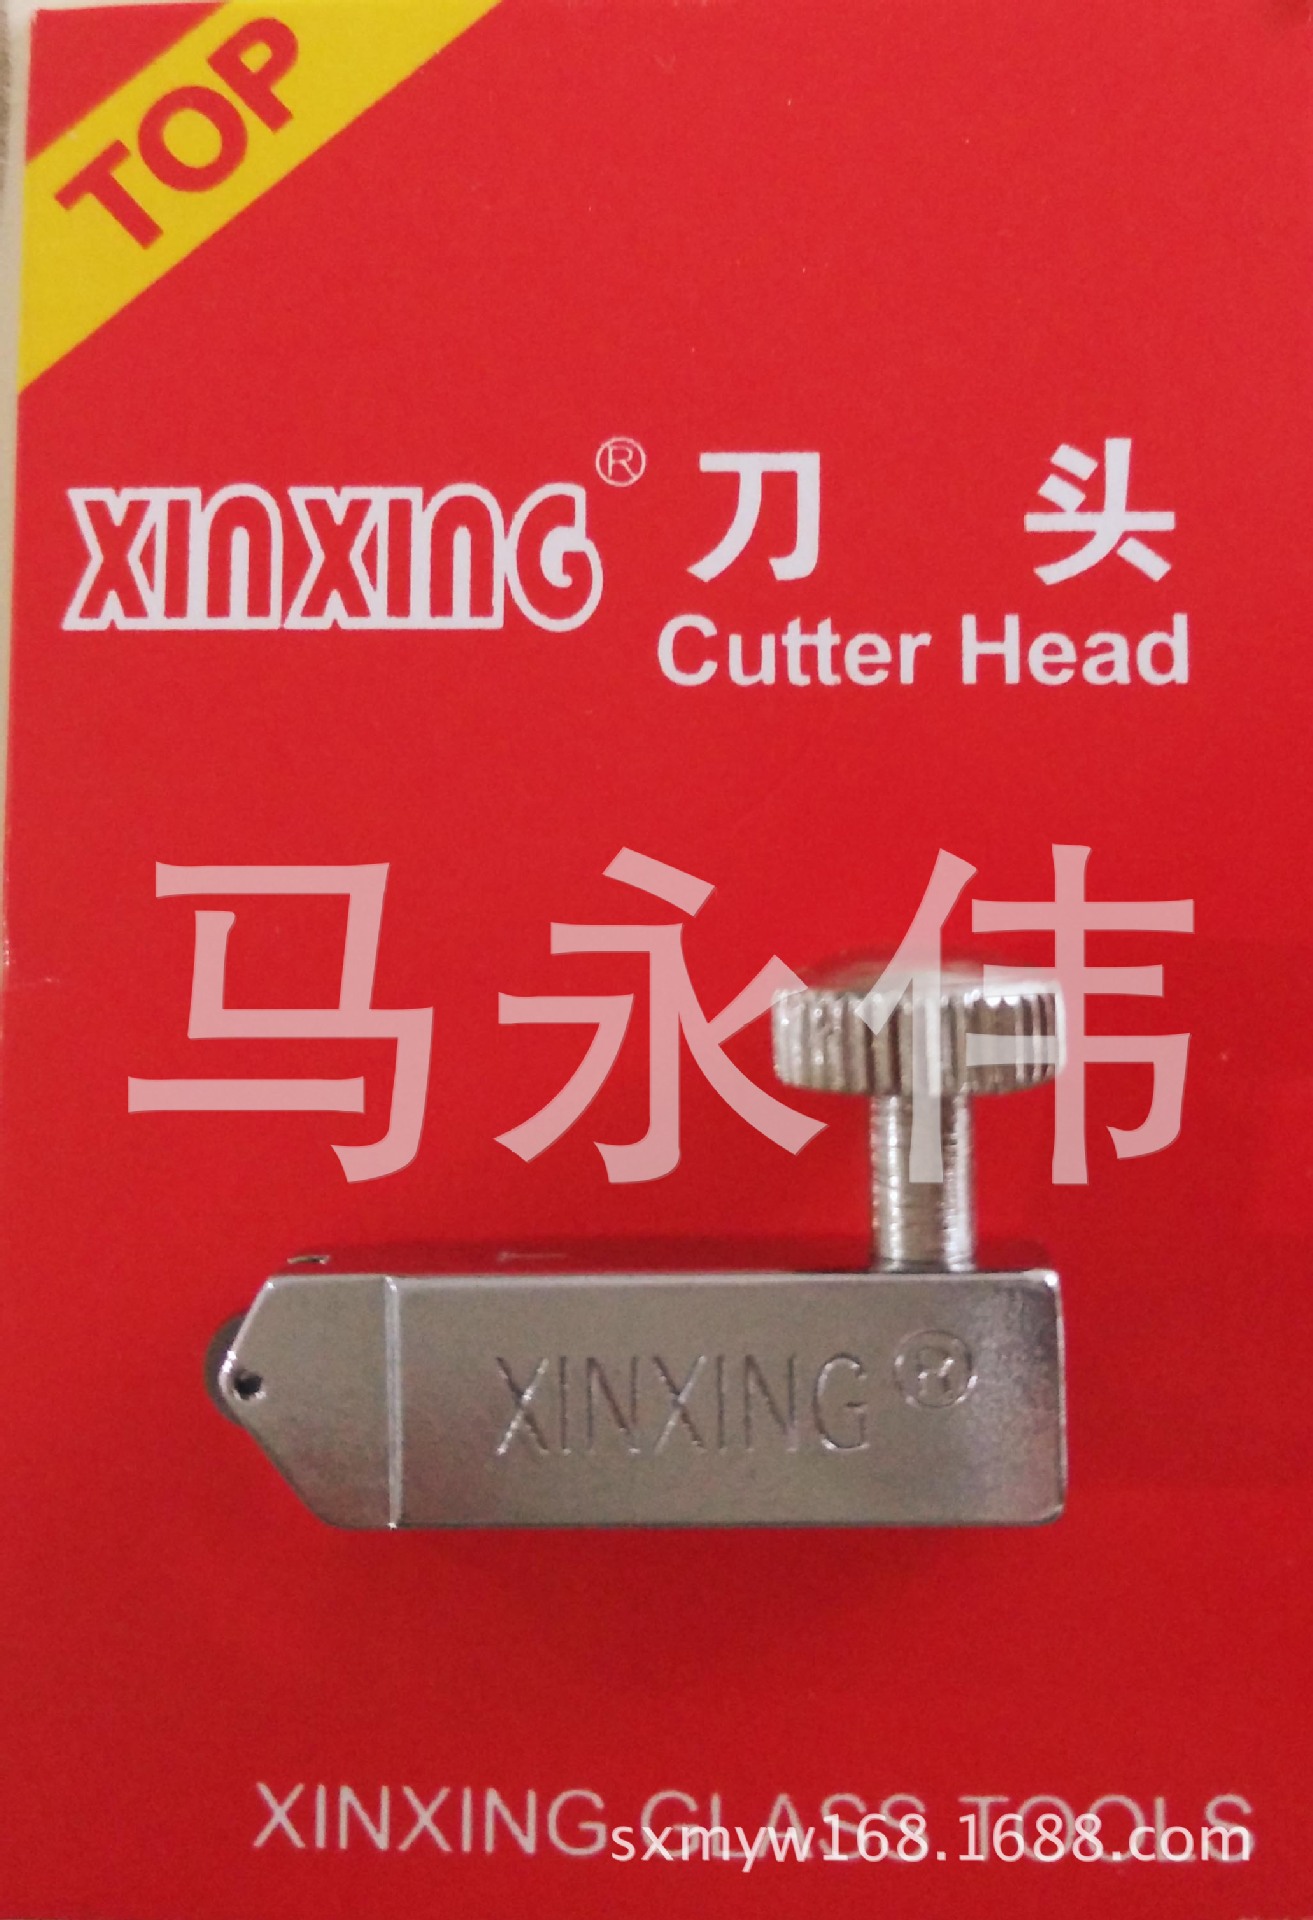 TOP
XINXING® 刀 头
Cutter Head
马永伟
XINXING®
XINXING GLASS TOOLS
sxmyw168.1688.com